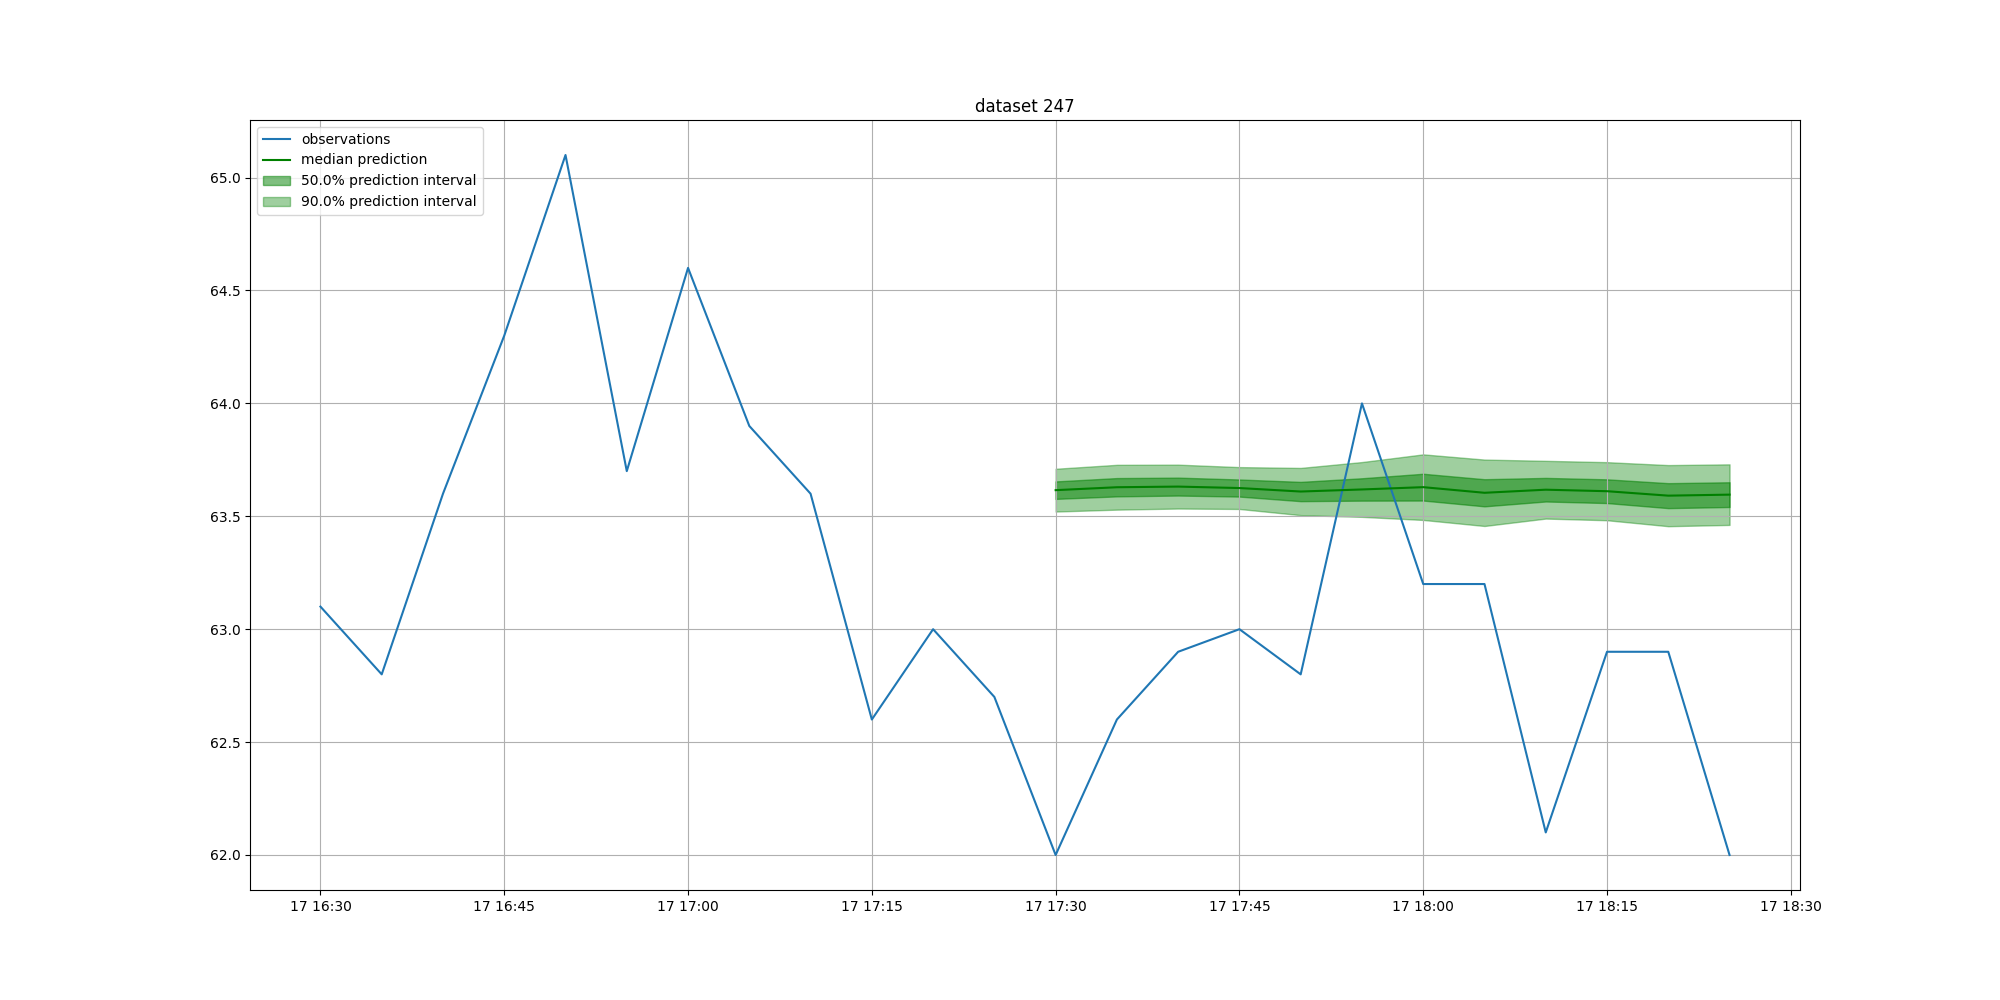 dataset 247
observations
median prediction
50.0% prediction interval
90.0% prediction interval
65.0
64.5
64.0
63.5
63.0
62.5
62.0
17 16:30 17 16:45 17 17:00 17 17:15 17 17:30 17 17:45 17 18:00 17 18:15 17 18:30